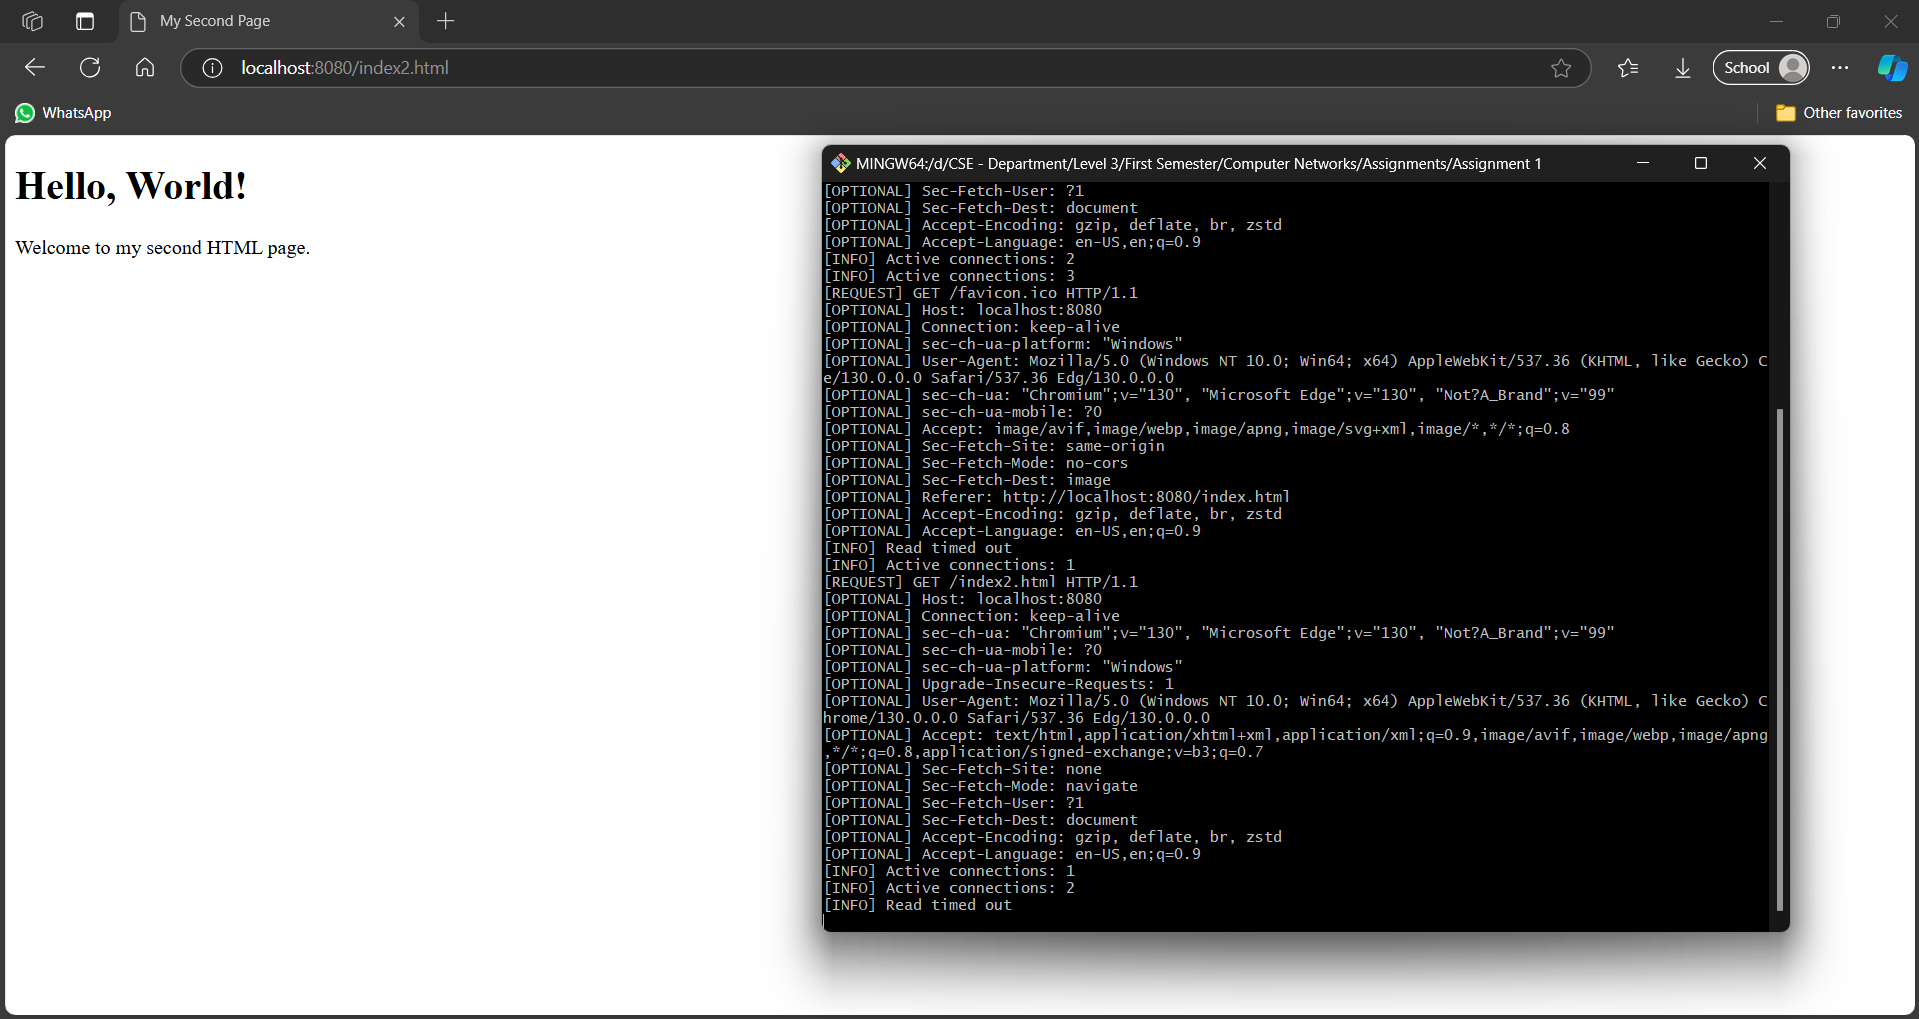 My Second Page
localhost:8080/index2.html
School
WhatsApp
Other favorites
Hello, World!
Welcome to my second HTML page.
MINGW64:/d/CSE - Department/Level 3/First Semester/Computer Networks/Assignments/Assignment 1
[OPTIONAL] Sec-Fetch-User: ?1
[OPTIONAL] Sec-Fetch-Dest: document
[OPTIONAL] Accept-Encoding: gzip, deflate, br, zstd
[OPTIONAL] Accept-Language: en-US,en;q=0.9
[INFO] Active connections: 2
[INFO] Active connections: 3
[REQUEST] GET /favicon.ico HTTP/1.1
[OPTIONAL] Host: localhost:8080
[OPTIONAL] Connection: keep-alive
[OPTIONAL] sec-ch-ua-platform: "Windows"
[OPTIONAL] User-Agent: Mozilla/5.0 (Windows NT 10.0; Win64; x64) AppleWebKit/537.36 (KHTML, like Gecko) C
e/130.0.0.0 Safari/537.36 Edg/130.0.0.0
[OPTIONAL] sec-ch-ua: "Chromium";v="130", "Microsoft Edge";v="130", "Not?A_Brand";v="99"
[OPTIONAL] sec-ch-ua-mobile: ?0
[OPTIONAL] Accept: image/avif,image/webp,image/apng,image/svg+xml,image/*,*/*;q=0.8
[OPTIONAL] Sec-Fetch-Site: same-origin
[OPTIONAL] Sec-Fetch-Mode: no-cors
[OPTIONAL] Sec-Fetch-Dest: image
[OPTIONAL] Referer: http://localhost:8080/index.html
[OPTIONAL] Accept-Encoding: gzip, deflate, br, zstd
[OPTIONAL] Accept-Language: en-US,en;q=0.9
[INFO] Read timed out
[INFO] Active connections: 1
[REQUEST] GET /index2.html HTTP/1.1
[OPTIONAL] Host: localhost:8080
[OPTIONAL] Connection: keep-alive
[OPTIONAL] sec-ch-ua: "Chromium";v="130", "Microsoft Edge";v="130", "Not?A_Brand";v="99"
[OPTIONAL] sec-ch-ua-mobile: ?0
[OPTIONAL] sec-ch-ua-platform: "Windows"
[OPTIONAL] Upgrade-Insecure-Requests: 1
[OPTIONAL] User-Agent: Mozilla/5.0 (Windows NT 10.0; Win64; x64) AppleWebKit/537.36 (KHTML, like Gecko) C
hrome/130.0.0.0 Safari/537.36 Edg/130.0.0.0
[OPTIONAL] Accept: text/html,application/xhtml+xml,application/xml;q=0.9,image/avif,image/webp,image/apng
,*/*;q=0.8,application/signed-exchange;v=b3;q=0.7
[OPTIONAL] Sec-Fetch-Site: none
[OPTIONAL] Sec-Fetch-Mode: navigate
[OPTIONAL] Sec-Fetch-User: ?1
[OPTIONAL] Sec-Fetch-Dest: document
[OPTIONAL] Accept-Encoding: gzip, deflate, br, zstd
[OPTIONAL] Accept-Language: en-US,en;q=0.9
[INFO] Active connections: 1
[INFO] Active connections: 2
[INFO] Read timed out